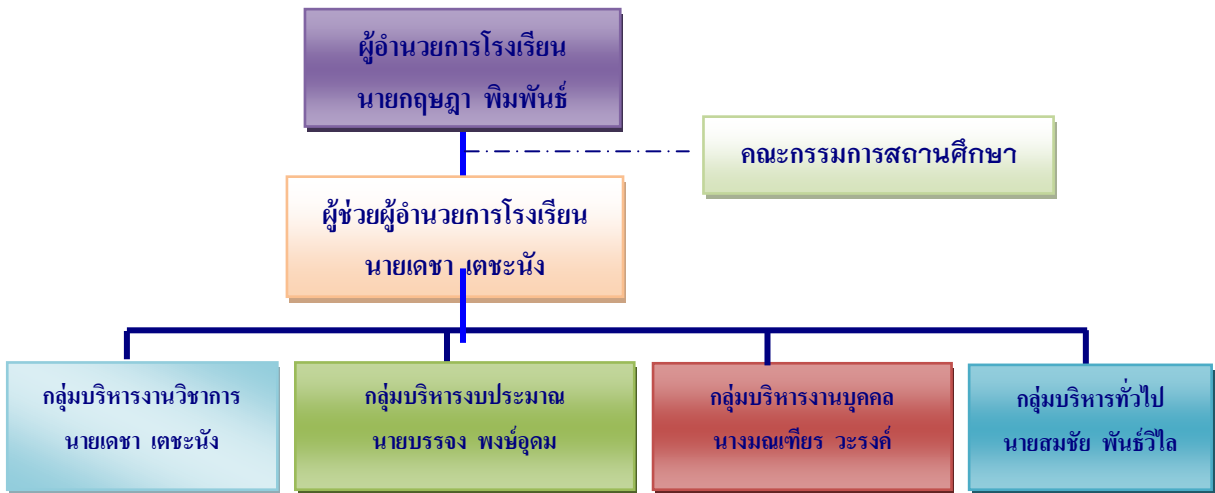 ผู้อำนวยการโรงเรียน
นายกฤษฎา พิมพันธ์
คณะกรรมการสถานศึกษา
ผู้ช่วยผู้อำนวยการโรงเรียน
นายเดชา เตชะนัง
กลุ่มบริหารงานวิชาการ
นายเดชา เตชะนัง
กลุ่มบริหารงบประมาณ
นายบรรจง พงษ์อุดม
กลุ่มบริหารงานบุคคล
นางมณเฑียร วะรงค์
กลุ่มบริหารทั่วไป
นายสมชัย พันธ์วิไล